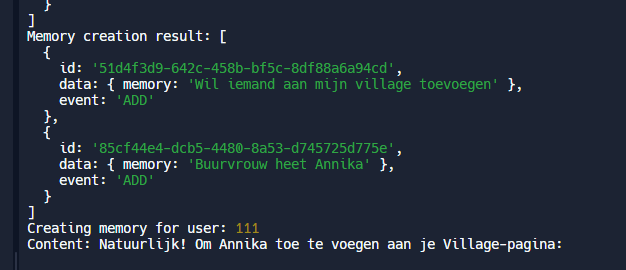 }
]
Memory creation result: [
{
id: '51d4f3d9-642c-458b-bf5c-8df88a6a94cd',
data: { memory: 'Wil iemand aan mijn village toevoegen' },
event: 'ADD'
},
{
id: '85cf44e4-dcb5-4480-8a53-d745725d775e',
data: { memory: 'Buurvrouw heet Annika' },
event: 'ADD'
}
]
Creating memory for user: 111
Content: Natuurlijk! Om Annika toe te voegen aan je Village-pagina: